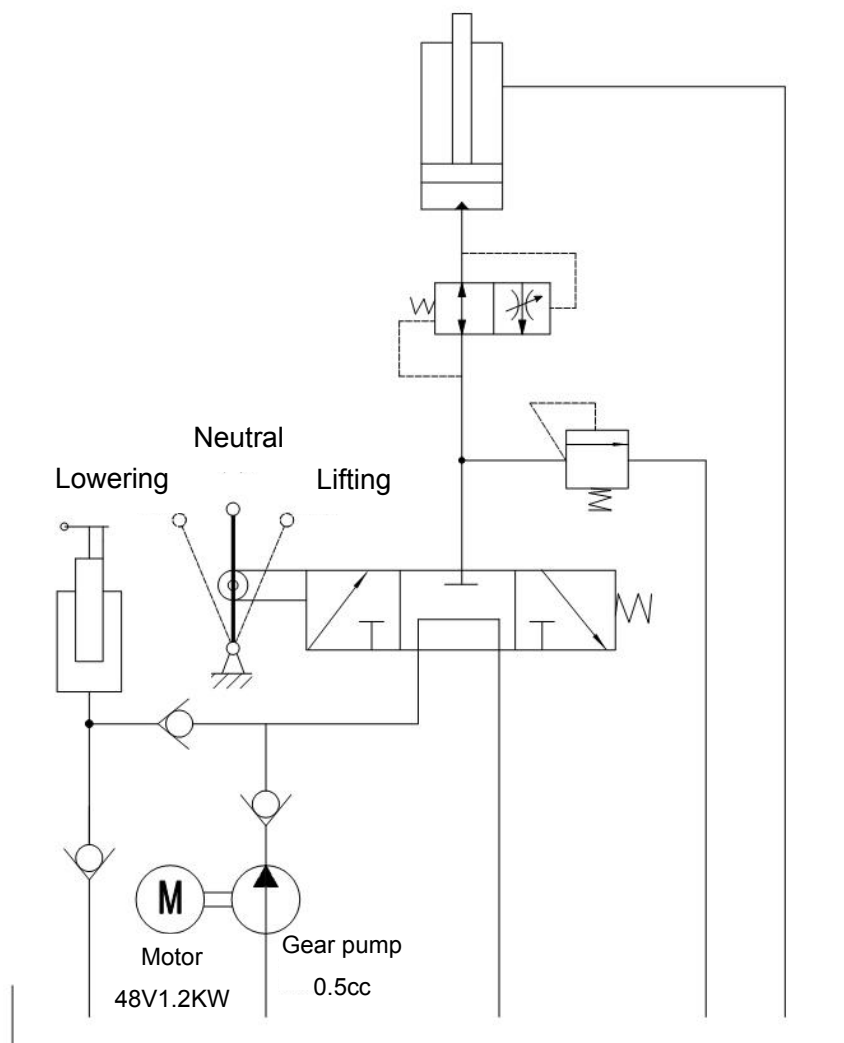 Neutral
Lowering
Lifting
M
Motor
48V1.2KW
Gear pump
0.5cc